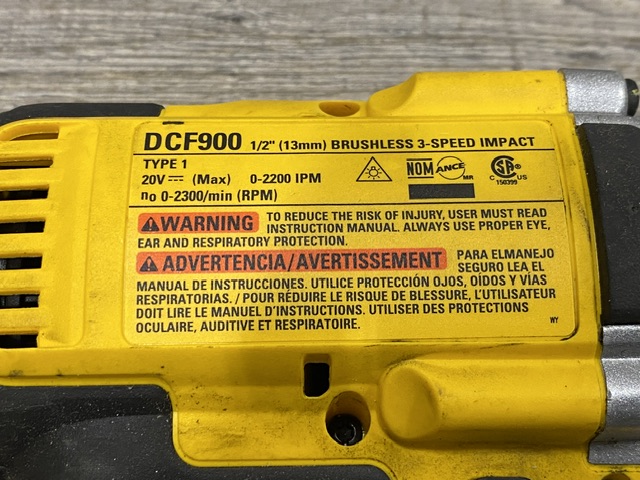 DCF900 1/2" (13mm) BRUSHLESS 3-SPEED IMPACT
TYPE 1
20V ⎓ (Max) 0-2200 IPM
no 0-2300/min (RPM)
NOM ANCE MR
C SA US
150399
WARNING TO REDUCE THE RISK OF INJURY, USER MUST READ
INSTRUCTION MANUAL. ALWAYS USE PROPER EYE,
EAR AND RESPIRATORY PROTECTION.
ADVERTENCIA/AVERTISSEMENT PARA ELMANEJO
SEGURO LEA EL
MANUAL DE INSTRUCCIONES. UTILICE PROTECCIÓN OJOS, OÍDOS Y VÍAS
RESPIRATORIAS. / POUR RÉDUIRE LE RISQUE DE BLESSURE, L'UTILISATEUR
DOIT LIRE LE MANUEL D'INSTRUCTIONS. UTILISER DES PROTECTIONS
OCULAIRE, AUDITIVE ET RESPIRATOIRE.
WY